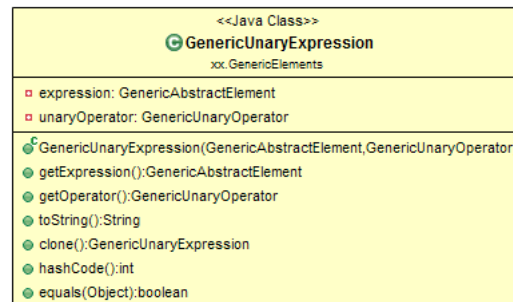 <<Java Class>>
GenericUnaryExpression
xx.GenericElements
expression: GenericAbstractElement
unaryOperator: GenericUnaryOperator
GenericUnaryExpression(GenericAbstractElement,GenericUnaryOperator
getExpression():GenericAbstractElement
getOperator():GenericUnaryOperator
toString():String
clone():GenericUnaryExpression
hashCode():int
equals(Object):boolean